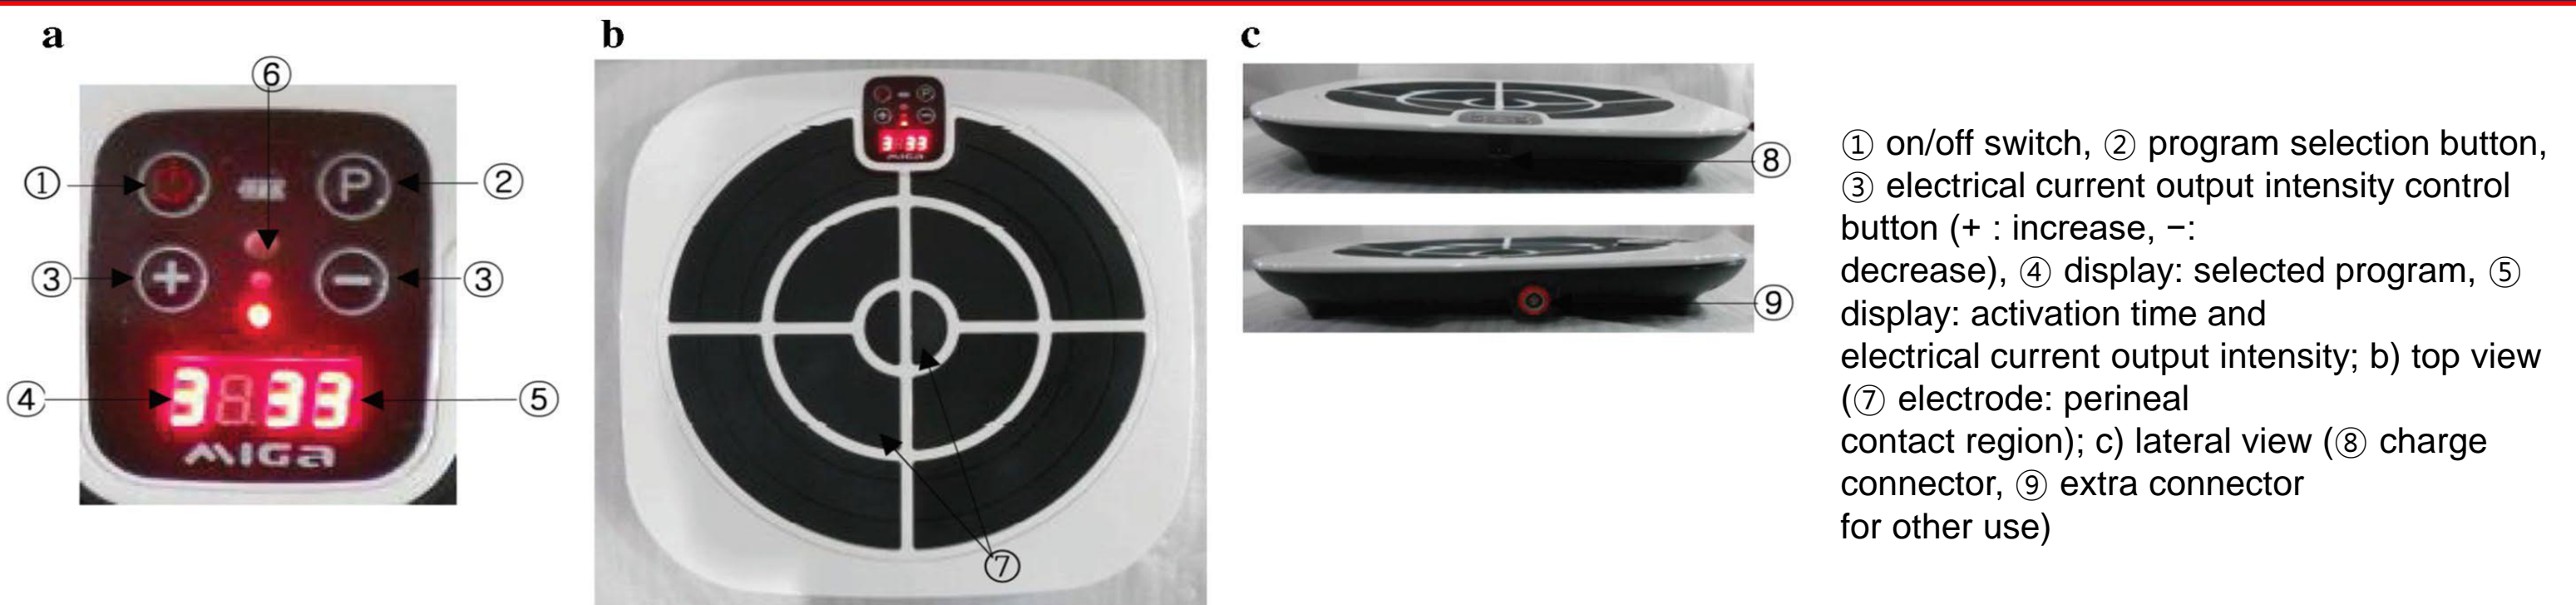 a
⑥
①
P
②
③
+
−
③
④
3 8 33
⑤
MIGa
b
P
+
−
3 33
MIGa
⑦
c
⑧
⑨
① on/off switch, ② program selection button,
③ electrical current output intensity control
button (+ : increase, −:
decrease), ④ display: selected program, ⑤
display: activation time and
electrical current output intensity; b) top view
(⑦ electrode: perineal
contact region); c) lateral view (⑧ charge
connector, ⑨ extra connector
for other use)